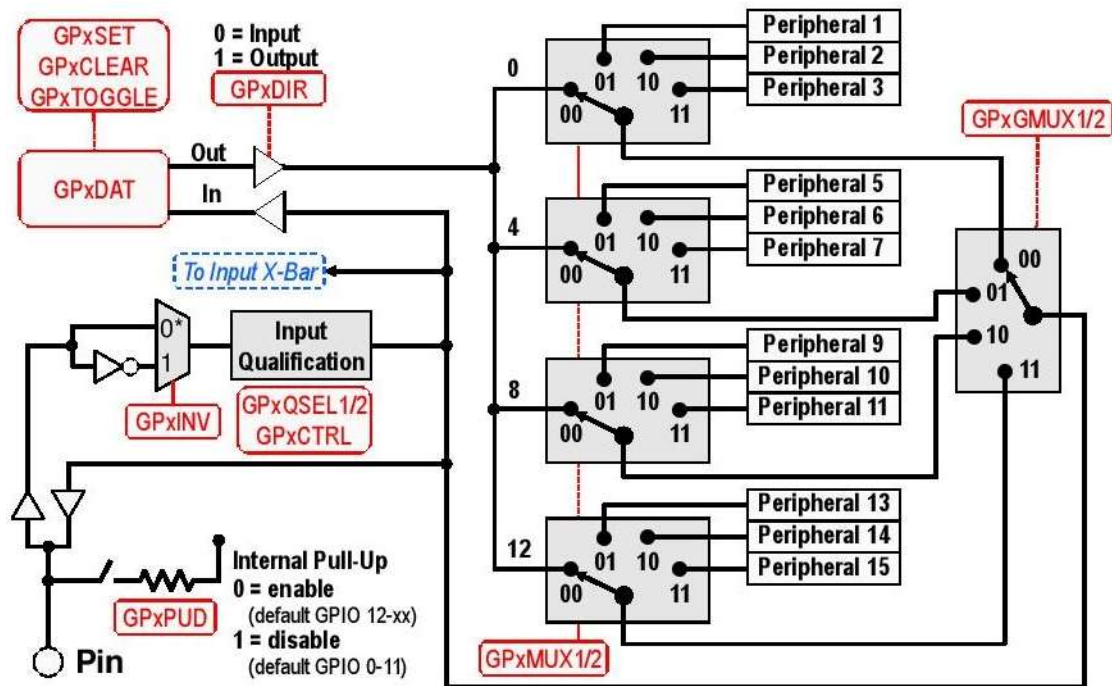 GPxSET
GPxCLEAR
GPxTOGGLE
0 = Input
1 = Output
GPxDIR
GPxDAT
Out
In
To Input X-Bar
0*
1
Input
Qualification
GPxINV
GPxQSEL1/2
GPxCTRL
Internal Pull-Up
0 = enable
(default GPIO 12-xx)
1 = disable
(default GPIO 0-11)
GPxPUD
Pin
0
00
01
10
11
Peripheral 1
Peripheral 2
Peripheral 3
4
00
01
10
11
Peripheral 5
Peripheral 6
Peripheral 7
8
00
01
10
11
Peripheral 9
Peripheral 10
Peripheral 11
12
00
01
10
11
Peripheral 13
Peripheral 14
Peripheral 15
GPxMUX1/2
GPxGMUX1/2
00
01
10
11